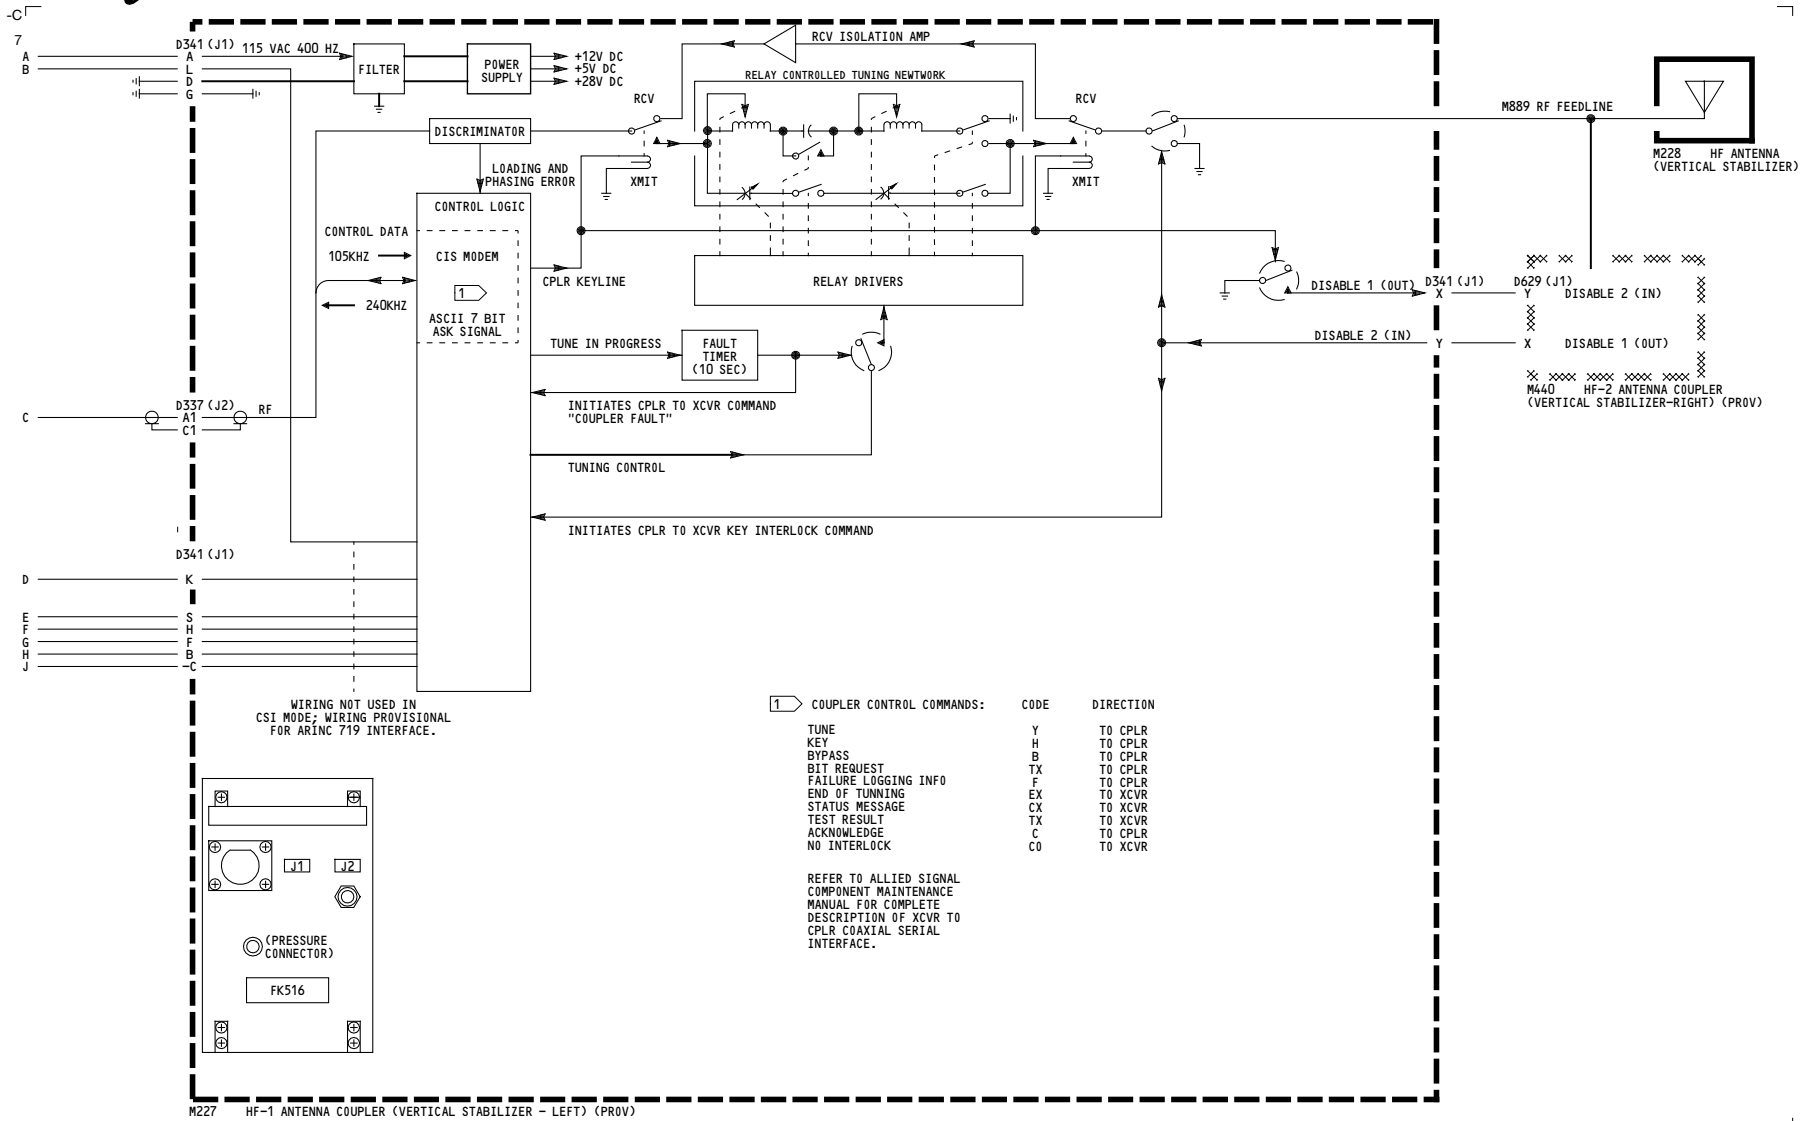 -C
7
A
B
D341 (J1)
A
L
D
G
115 VAC 400 HZ
FILTER
POWER
SUPPLY
+12V DC
+5V DC
+28V DC
RCV ISOLATION AMP
RELAY CONTROLLED TUNING NEWTWORK
RCV
RCV
DISCRIMINATOR
LOADING AND
PHASING ERROR
XMIT
XMIT
M889 RF FEEDLINE
M228 HF ANTENNA
(VERTICAL STABILIZER)
CONTROL LOGIC
CONTROL DATA
105KHZ
240KHZ
CIS MODEM
1
ASCII 7 BIT
ASK SIGNAL
CPLR KEYLINE
RELAY DRIVERS
DISABLE 1 (OUT)
D341 (J1)
X
D629 (J1)
Y
DISABLE 2 (IN)
DISABLE 2 (IN)
Y
X
DISABLE 1 (OUT)
M440 HF-2 ANTENNA COUPLER
(VERTICAL STABILIZER-RIGHT) (PROV)
TUNE IN PROGRESS
FAULT
TIMER
(10 SEC)
INITIATES CPLR TO XCVR COMMAND
"COUPLER FAULT"
C
D337 (J2)
A1
C1
RF
TUNING CONTROL
INITIATES CPLR TO XCVR KEY INTERLOCK COMMAND
D341 (J1)
D
K
E
S
F
H
G
F
H
B
J
-C
WIRING NOT USED IN
CSI MODE; WIRING PROVISIONAL
FOR ARINC 719 INTERFACE.
1 COUPLER CONTROL COMMANDS: CODE DIRECTION
TUNE Y TO CPLR
KEY H TO CPLR
BYPASS B TO CPLR
BIT REQUEST TX TO CPLR
FAILURE LOGGING INFO F TO CPLR
END OF TUNNING EX TO XCVR
STATUS MESSAGE CX TO XCVR
TEST RESULT TX TO XCVR
ACKNOWLEDGE C TO CPLR
NO INTERLOCK CO TO XCVR
REFER TO ALLIED SIGNAL
COMPONENT MAINTENANCE
MANUAL FOR COMPLETE
DESCRIPTION OF XCVR TO
CPLR COAXIAL SERIAL
INTERFACE.
J1
J2
(PRESSURE
CONNECTOR)
FK516
M227 HF-1 ANTENNA COUPLER (VERTICAL STABILIZER - LEFT) (PROV)